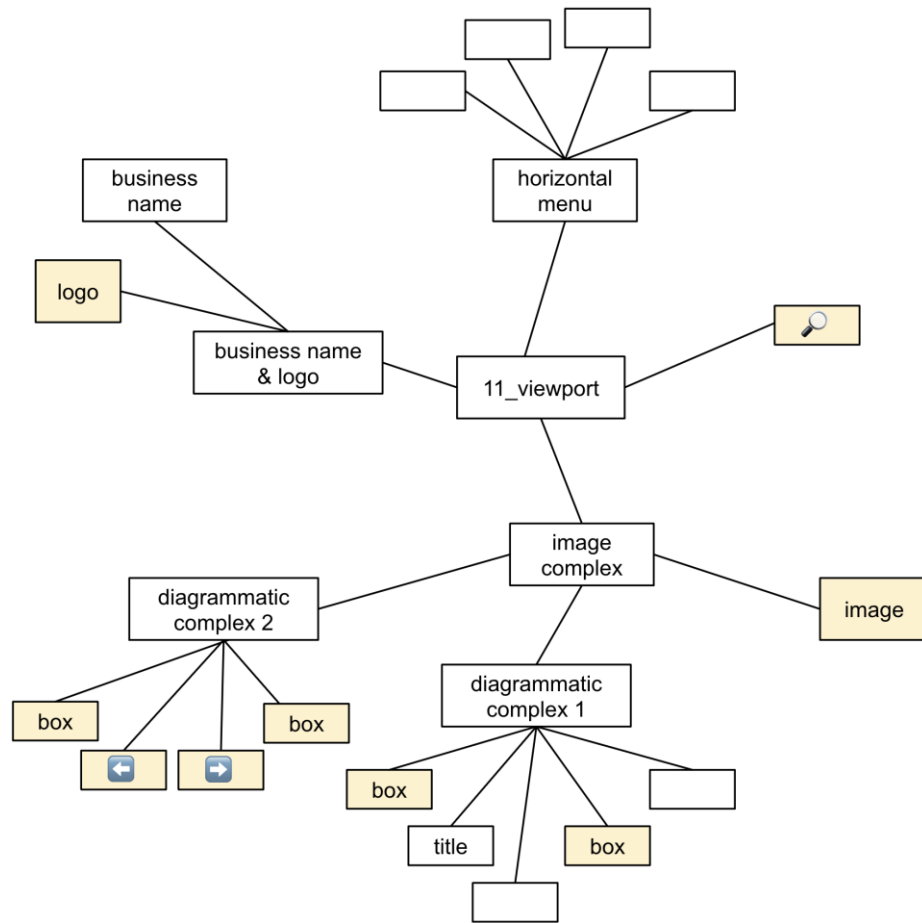 business
name
horizontal
menu
logo
business name
& logo
11_viewport
image
complex
diagrammatic
complex 2
image
diagrammatic
complex 1
box
box
box
title
box